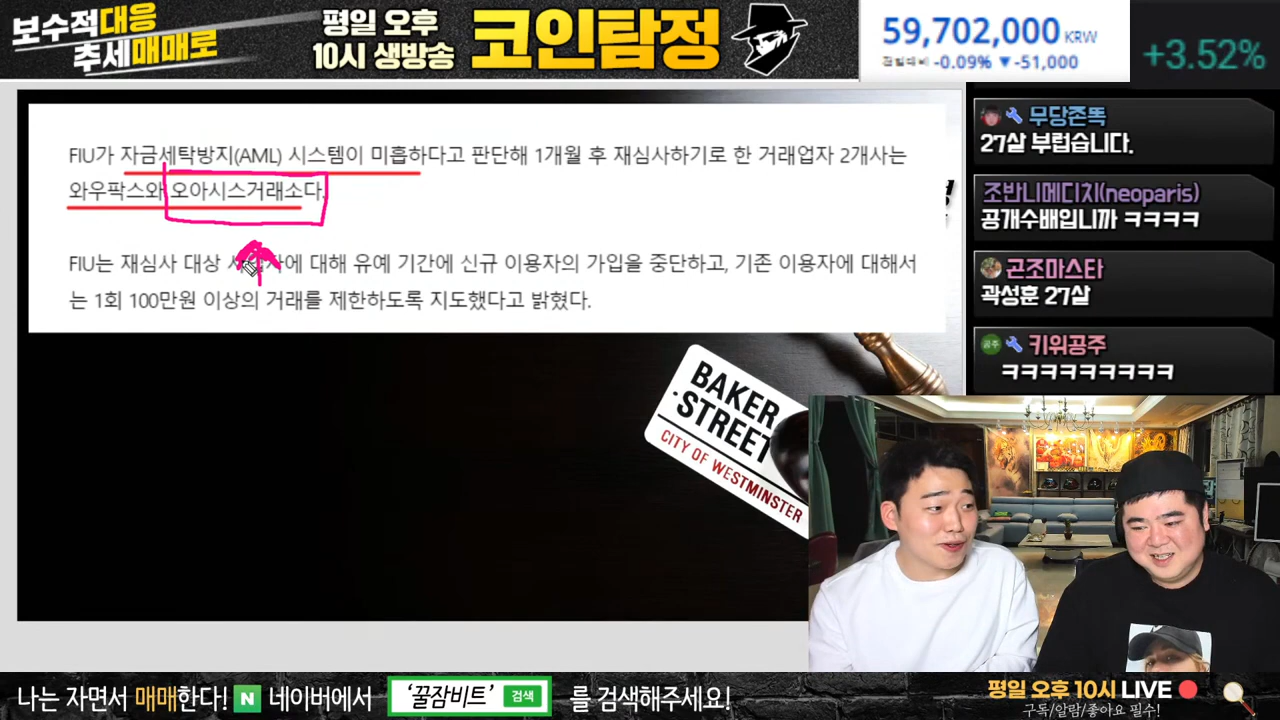 보수적대응
추세매매로
평일 오후
10시 생방송
코인탐정
59,702,000 KRW
전일대비 -0.09% ▼-51,000
+3.52%
FIU가 자금세탁방지(AML) 시스템이 미흡하다고 판단해 1개월 후 재심사하기로 한 거래업자 2개사는
와우팍스와 오아시스거래소다.
FIU는 재심사 대상 사업자에 대해 유예 기간에 신규 이용자의 가입을 중단하고, 기존 이용자에 대해서
는 1회 100만원 이상의 거래를 제한하도록 지도했다고 밝혔다.
무당존똑
27살 부럽습니다.
조반니메디치(neoparis)
공개수배입니까 ㅋㅋㅋㅋ
곤조마스타
곽성훈 27살
공주 키위공주
ㅋㅋㅋㅋㅋㅋㅋㅋㅋ
BAKER
STREET
CITY OF WESTMINSTER
나는 자면서 매매한다! N 네이버에서 '꿀잠비트' 검색 를 검색해주세요!
평일 오후 10시 LIVE
구독/알람/좋아요 필수!